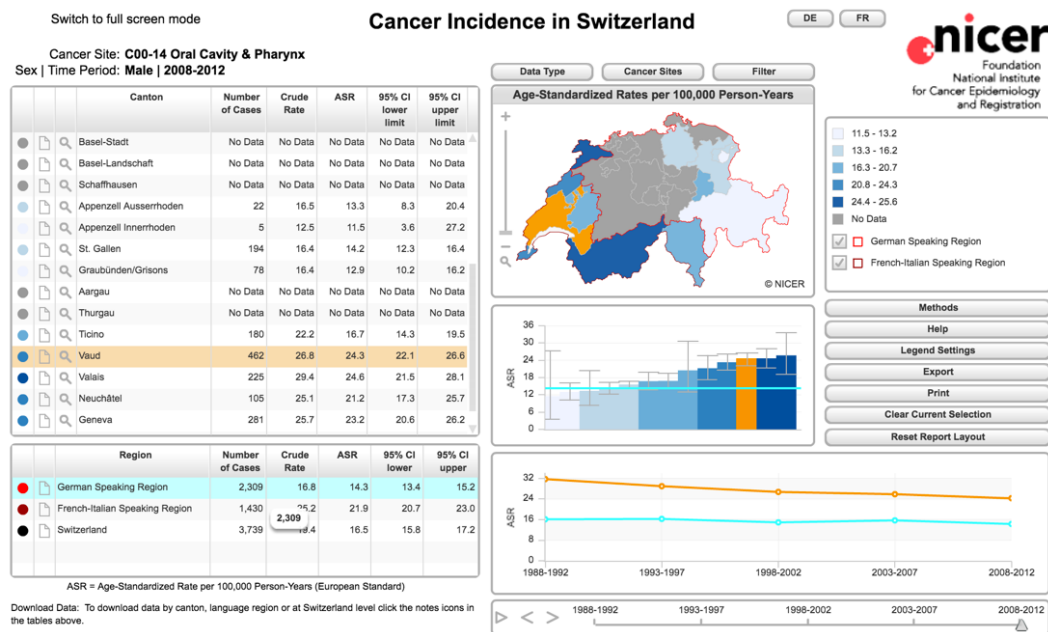 Switch to full screen mode
Cancer Incidence in Switzerland
DE FR
nicer
Foundation
National Institute
for Cancer Epidemiology
and Registration
Cancer Site: C00-14 Oral Cavity & Pharynx
Sex | Time Period: Male | 2008-2012
Canton Number of Cases Crude Rate ASR 95% CI lower limit 95% CI upper limit
Basel-Stadt No Data No Data No Data No Data No Data
Basel-Landschaft No Data No Data No Data No Data No Data
Schaffhausen No Data No Data No Data No Data No Data
Appenzell Ausserrhoden 22 16.5 13.3 8.3 20.4
Appenzell Innerrhoden 5 12.5 11.5 3.6 27.2
St. Gallen 194 16.4 14.2 12.3 16.4
Graubünden/Grisons 78 16.4 12.9 10.2 16.2
Aargau No Data No Data No Data No Data No Data
Thurgau No Data No Data No Data No Data No Data
Ticino 180 22.2 16.7 14.3 19.5
Vaud 462 26.8 24.3 22.1 26.6
Valais 225 29.4 24.6 21.5 28.1
Neuchâtel 105 25.1 21.2 17.3 25.7
Geneva 281 25.7 23.2 20.6 26.2
Region Number of Cases Crude Rate ASR 95% CI lower 95% CI upper
German Speaking Region 2,309 16.8 14.3 13.4 15.2
French-Italian Speaking Region 1,430 21.9 20.7 23.0
2,309
Switzerland 3,739 16.5 15.8 17.2
ASR = Age-Standardized Rate per 100,000 Person-Years (European Standard)
Download Data: To download data by canton, language region or at Switzerland level click the notes icons in
the tables above.
Data Type Cancer Sites Filter
Age-Standardized Rates per 100,000 Person-Years
+
−
© NICER
11.5 - 13.2
13.3 - 16.2
16.3 - 20.7
20.8 - 24.3
24.4 - 25.6
No Data
German Speaking Region
French-Italian Speaking Region
Methods
Help
Legend Settings
Export
Print
Clear Current Selection
Reset Report Layout
ASR
36
30
24
18
12
6
0
ASR
32
24
16
8
0
1988-1992 1993-1997 1998-2002 2003-2007 2008-2012
1988-1992 1993-1997 1998-2002 2003-2007 2008-2012